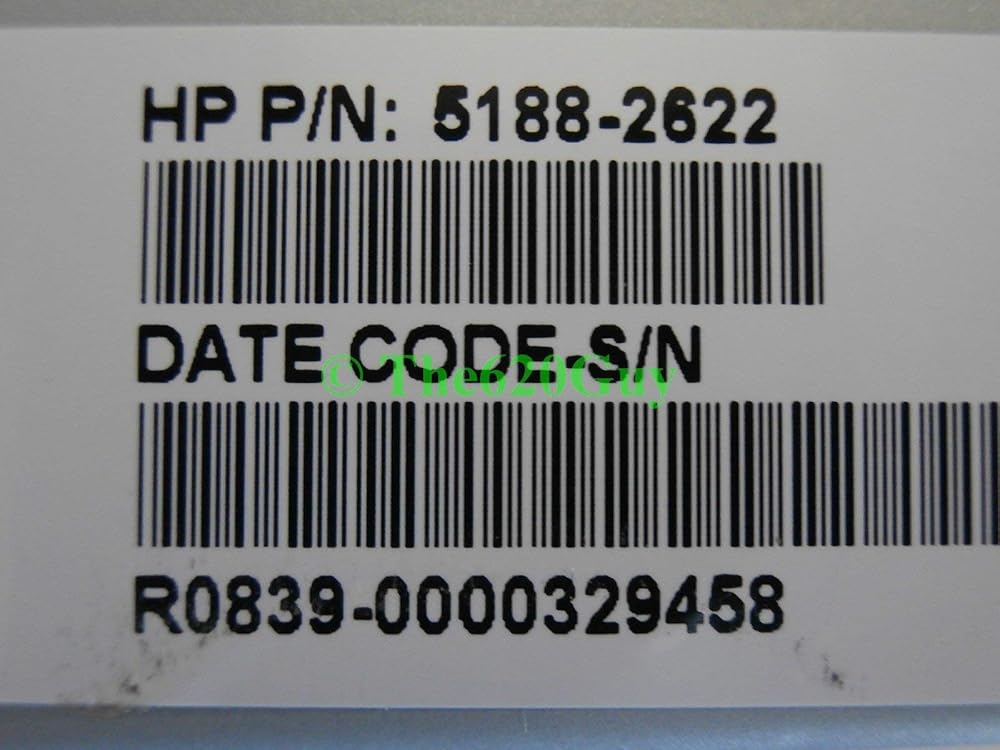 HP P/N: 5188-2622
DATE CODE-S/N
© The620Guy
R0839-0000329458